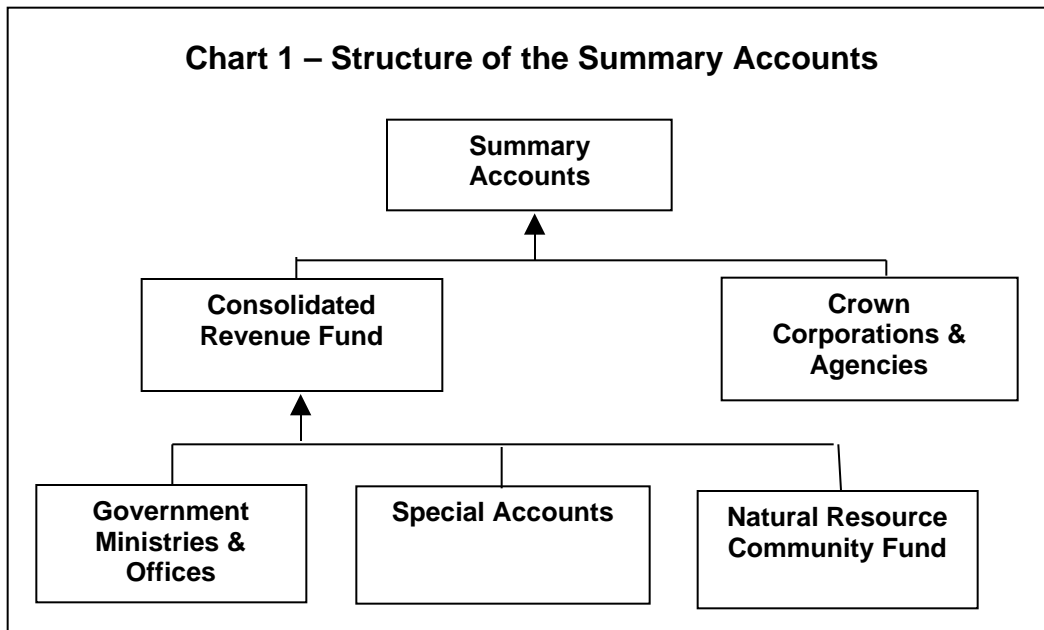 Chart 1 – Structure of the Summary Accounts
Summary
Accounts
Consolidated
Revenue Fund
Crown
Corporations &
Agencies
Government
Ministries &
Offices
Special Accounts
Natural Resource
Community Fund